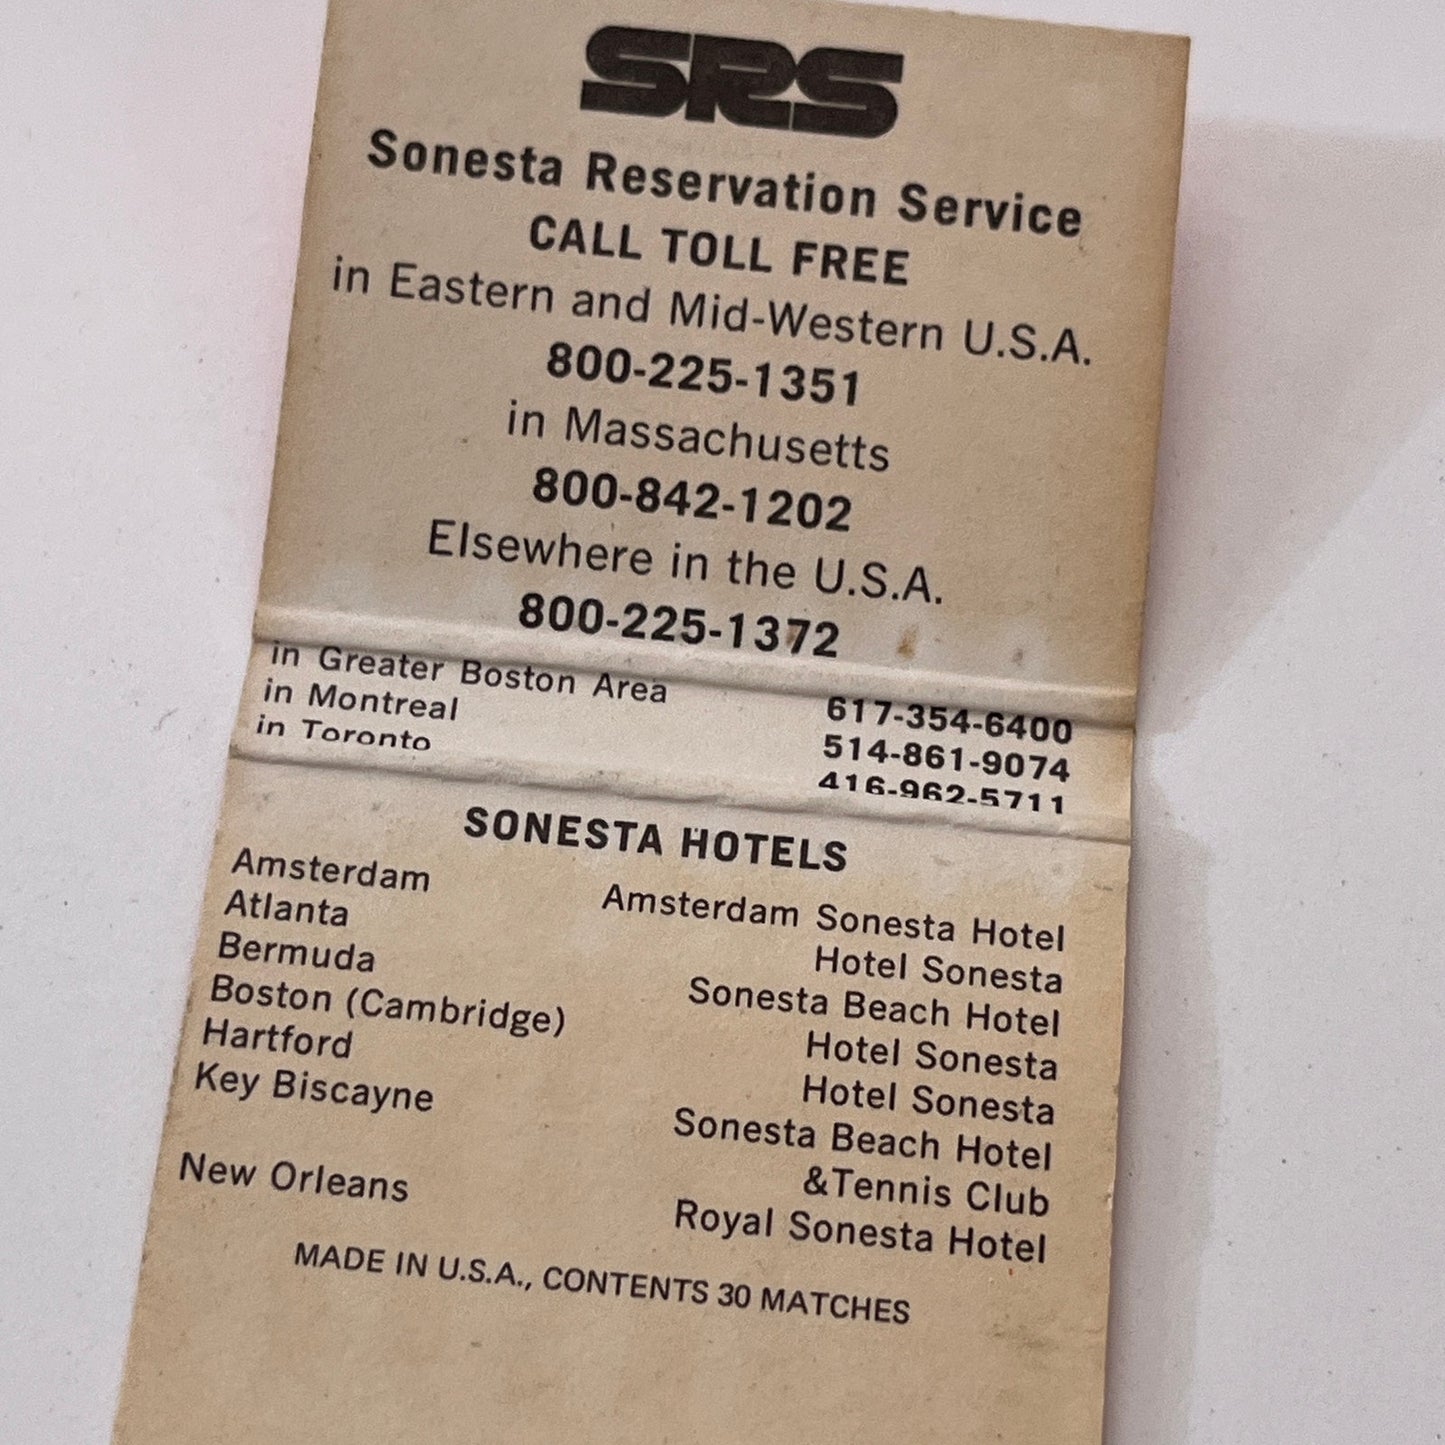 SRS
Sonesta Reservation Service
CALL TOLL FREE
in Eastern and Mid-Western U.S.A.
800-225-1351
in Massachusetts
800-842-1202
Elsewhere in the U.S.A.
800-225-1372
in Greater Boston Area 617-354-6400
in Montreal 514-861-9074
in Toronto 416-962-5711
SONESTA HOTELS
Amsterdam Amsterdam Sonesta Hotel
Atlanta Hotel Sonesta
Bermuda Sonesta Beach Hotel
Boston (Cambridge) Hotel Sonesta
Hartford Hotel Sonesta
Key Biscayne Sonesta Beach Hotel
&Tennis Club
New Orleans Royal Sonesta Hotel
MADE IN U.S.A., CONTENTS 30 MATCHES